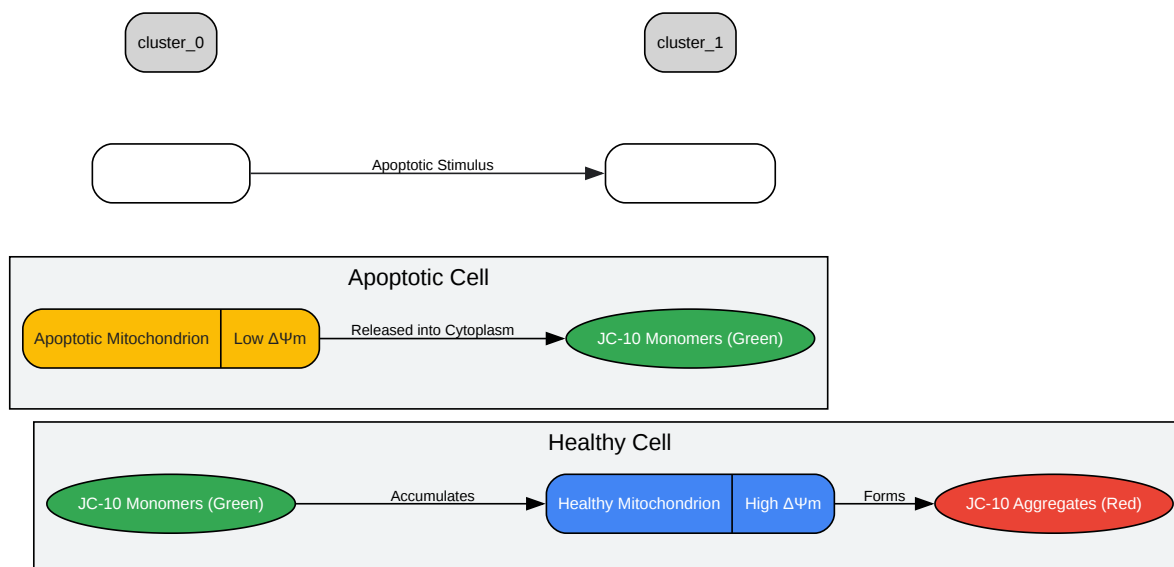 cluster_0
cluster_1
Apoptotic Stimulus
Apoptotic Cell
Apoptotic Mitochondrion
Low ΔΨm
Released into Cytoplasm
JC-10 Monomers (Green)
Healthy Cell
JC-10 Monomers (Green)
Accumulates
Healthy Mitochondrion
High ΔΨm
Forms
JC-10 Aggregates (Red)